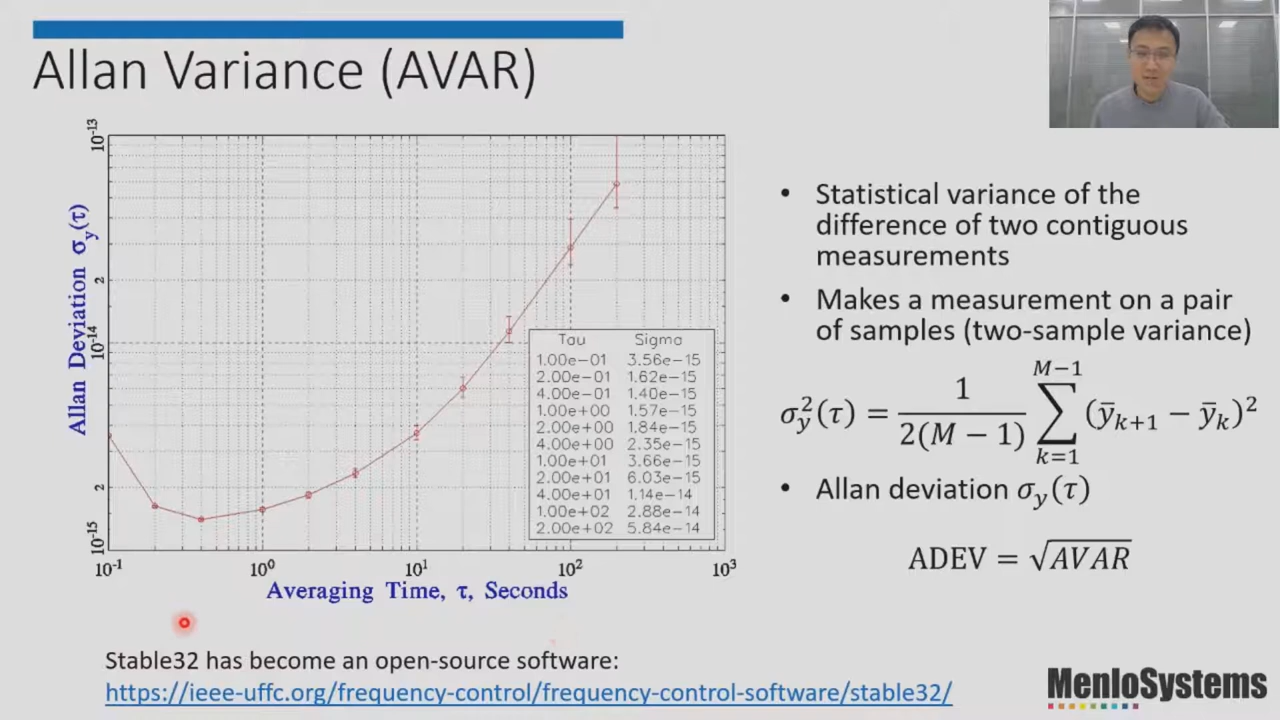 Allan Variance (AVAR)
10⁻¹³
2
10⁻¹⁴
2
10⁻¹⁵
Allan Deviation σy(τ)
Tau Sigma
1.00e−01 3.56e−15
2.00e−01 1.62e−15
4.00e−01 1.40e−15
1.00e+00 1.57e−15
2.00e+00 1.84e−15
4.00e+00 2.35e−15
1.00e+01 3.66e−15
2.00e+01 6.03e−15
4.00e+01 1.14e−14
1.00e+02 2.88e−14
2.00e+02 5.84e−14
10⁻¹ 10⁰ 10¹ 10² 10³
Averaging Time, τ, Seconds
• Statistical variance of the
difference of two contiguous
measurements
• Makes a measurement on a pair
of samples (two-sample variance)
σ²y(τ) = 1/2(M − 1) ∑k=1M−1 (ȳk+1 − ȳk)²
• Allan deviation σy(τ)
ADEV = √AVAR
Stable32 has become an open-source software:
https://ieee-uffc.org/frequency-control/frequency-control-software/stable32/
MenloSystems